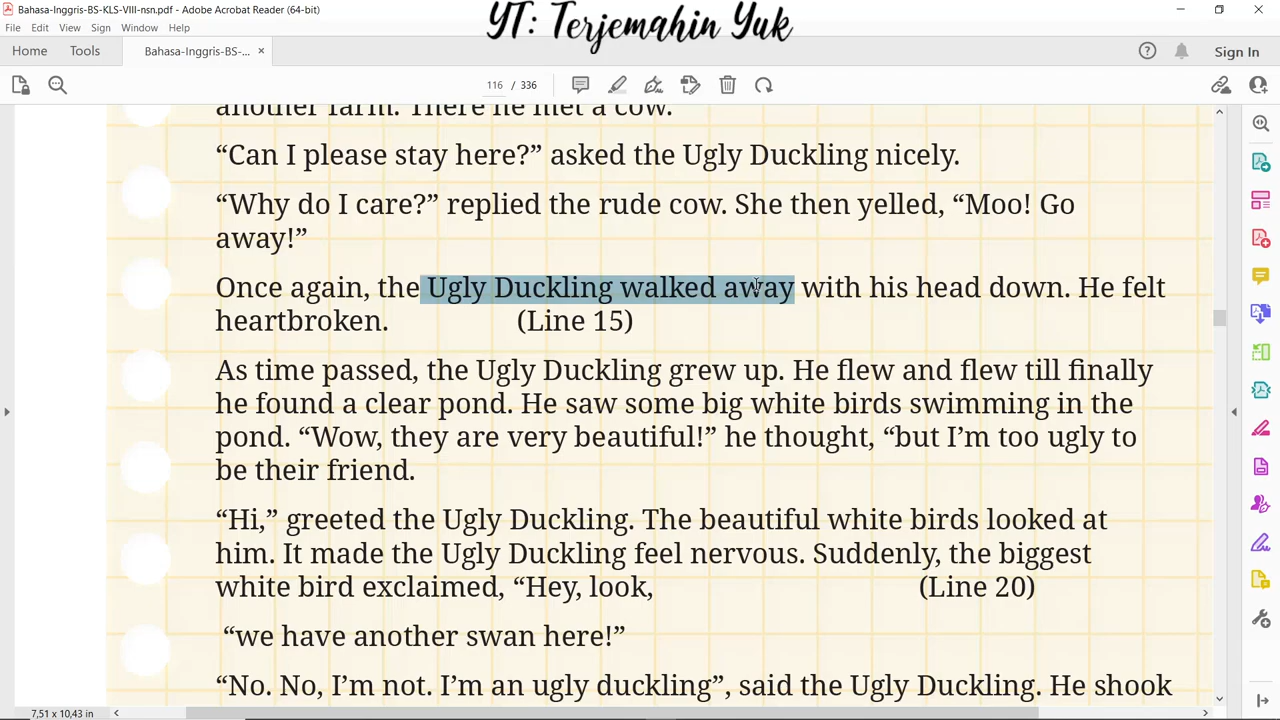 Bahasa-Inggris-BS-KLS-VIII-nsn.pdf - Adobe Acrobat Reader (64-bit)
YT: Terjemahin Yuk
File Edit View Sign Window Help
Home Tools Bahasa-Inggris-BS-... × Sign In
116 / 336
another farm. There he met a cow.
“Can I please stay here?” asked the Ugly Duckling nicely.
“Why do I care?” replied the rude cow. She then yelled, “Moo! Go
away!”
Once again, the Ugly Duckling walked away with his head down. He felt
heartbroken. (Line 15)
As time passed, the Ugly Duckling grew up. He flew and flew till finally
he found a clear pond. He saw some big white birds swimming in the
pond. “Wow, they are very beautiful!” he thought, “but I’m too ugly to
be their friend.
“Hi,” greeted the Ugly Duckling. The beautiful white birds looked at
him. It made the Ugly Duckling feel nervous. Suddenly, the biggest
white bird exclaimed, “Hey, look, (Line 20)
“we have another swan here!”
“No. No, I’m not. I’m an ugly duckling”, said the Ugly Duckling. He shook
7,51 x 10,43 in